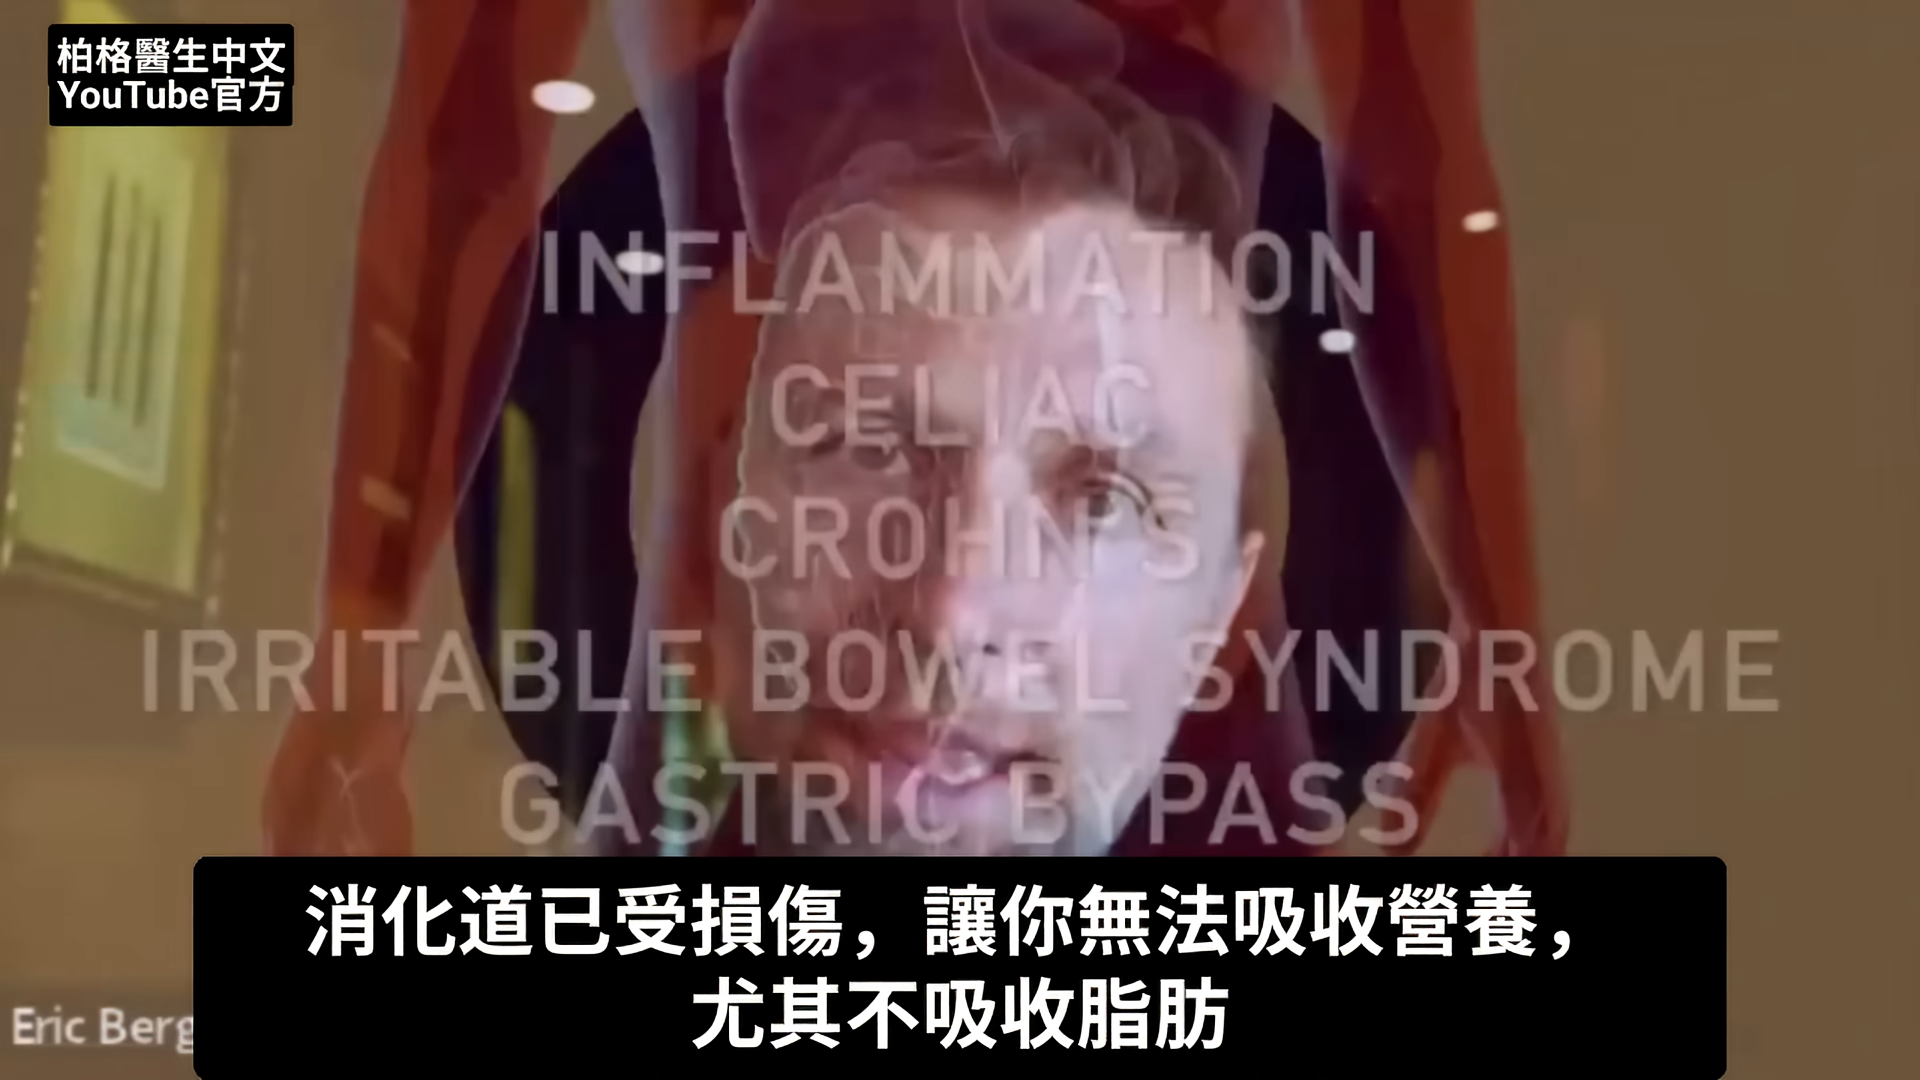 柏格醫生中文
YouTube官方
INFLAMMATION
CELIAC
CROHN'S
IRRITABLE BOWEL SYNDROME
GASTRIC BYPASS
消化道已受損傷，讓你無法吸收營養，
尤其不吸收脂肪
Eric Berg